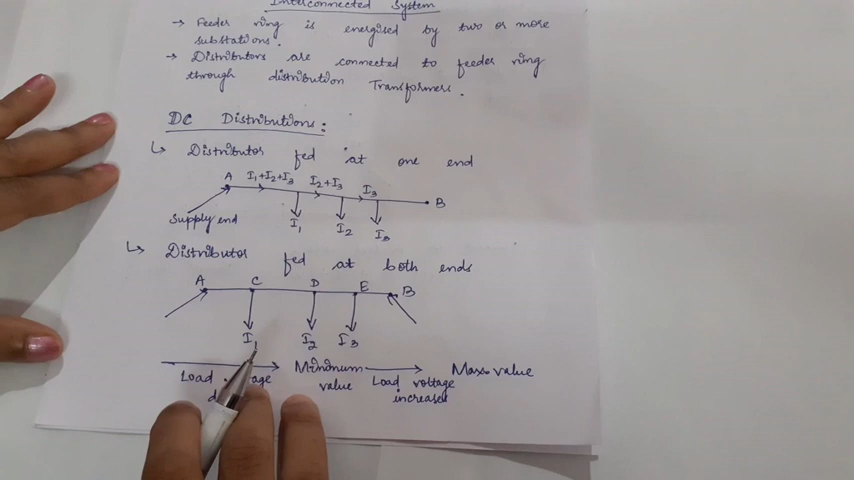 Interconnected System
→ Feeder ring is energised by two or more
substations.
→ Distributors are connected to feeder ring
through distribution Transformers.
DC Distributions:
↳ Distributor fed at one end
A I₁+I₂+I₃ I₂+I₃ I₃ B
Supply end I₁ I₂ I₃
↳ Distributor fed at both ends
A C D E B
I₁ I₂ I₃
Load Minimum Load voltage Max value
value increased